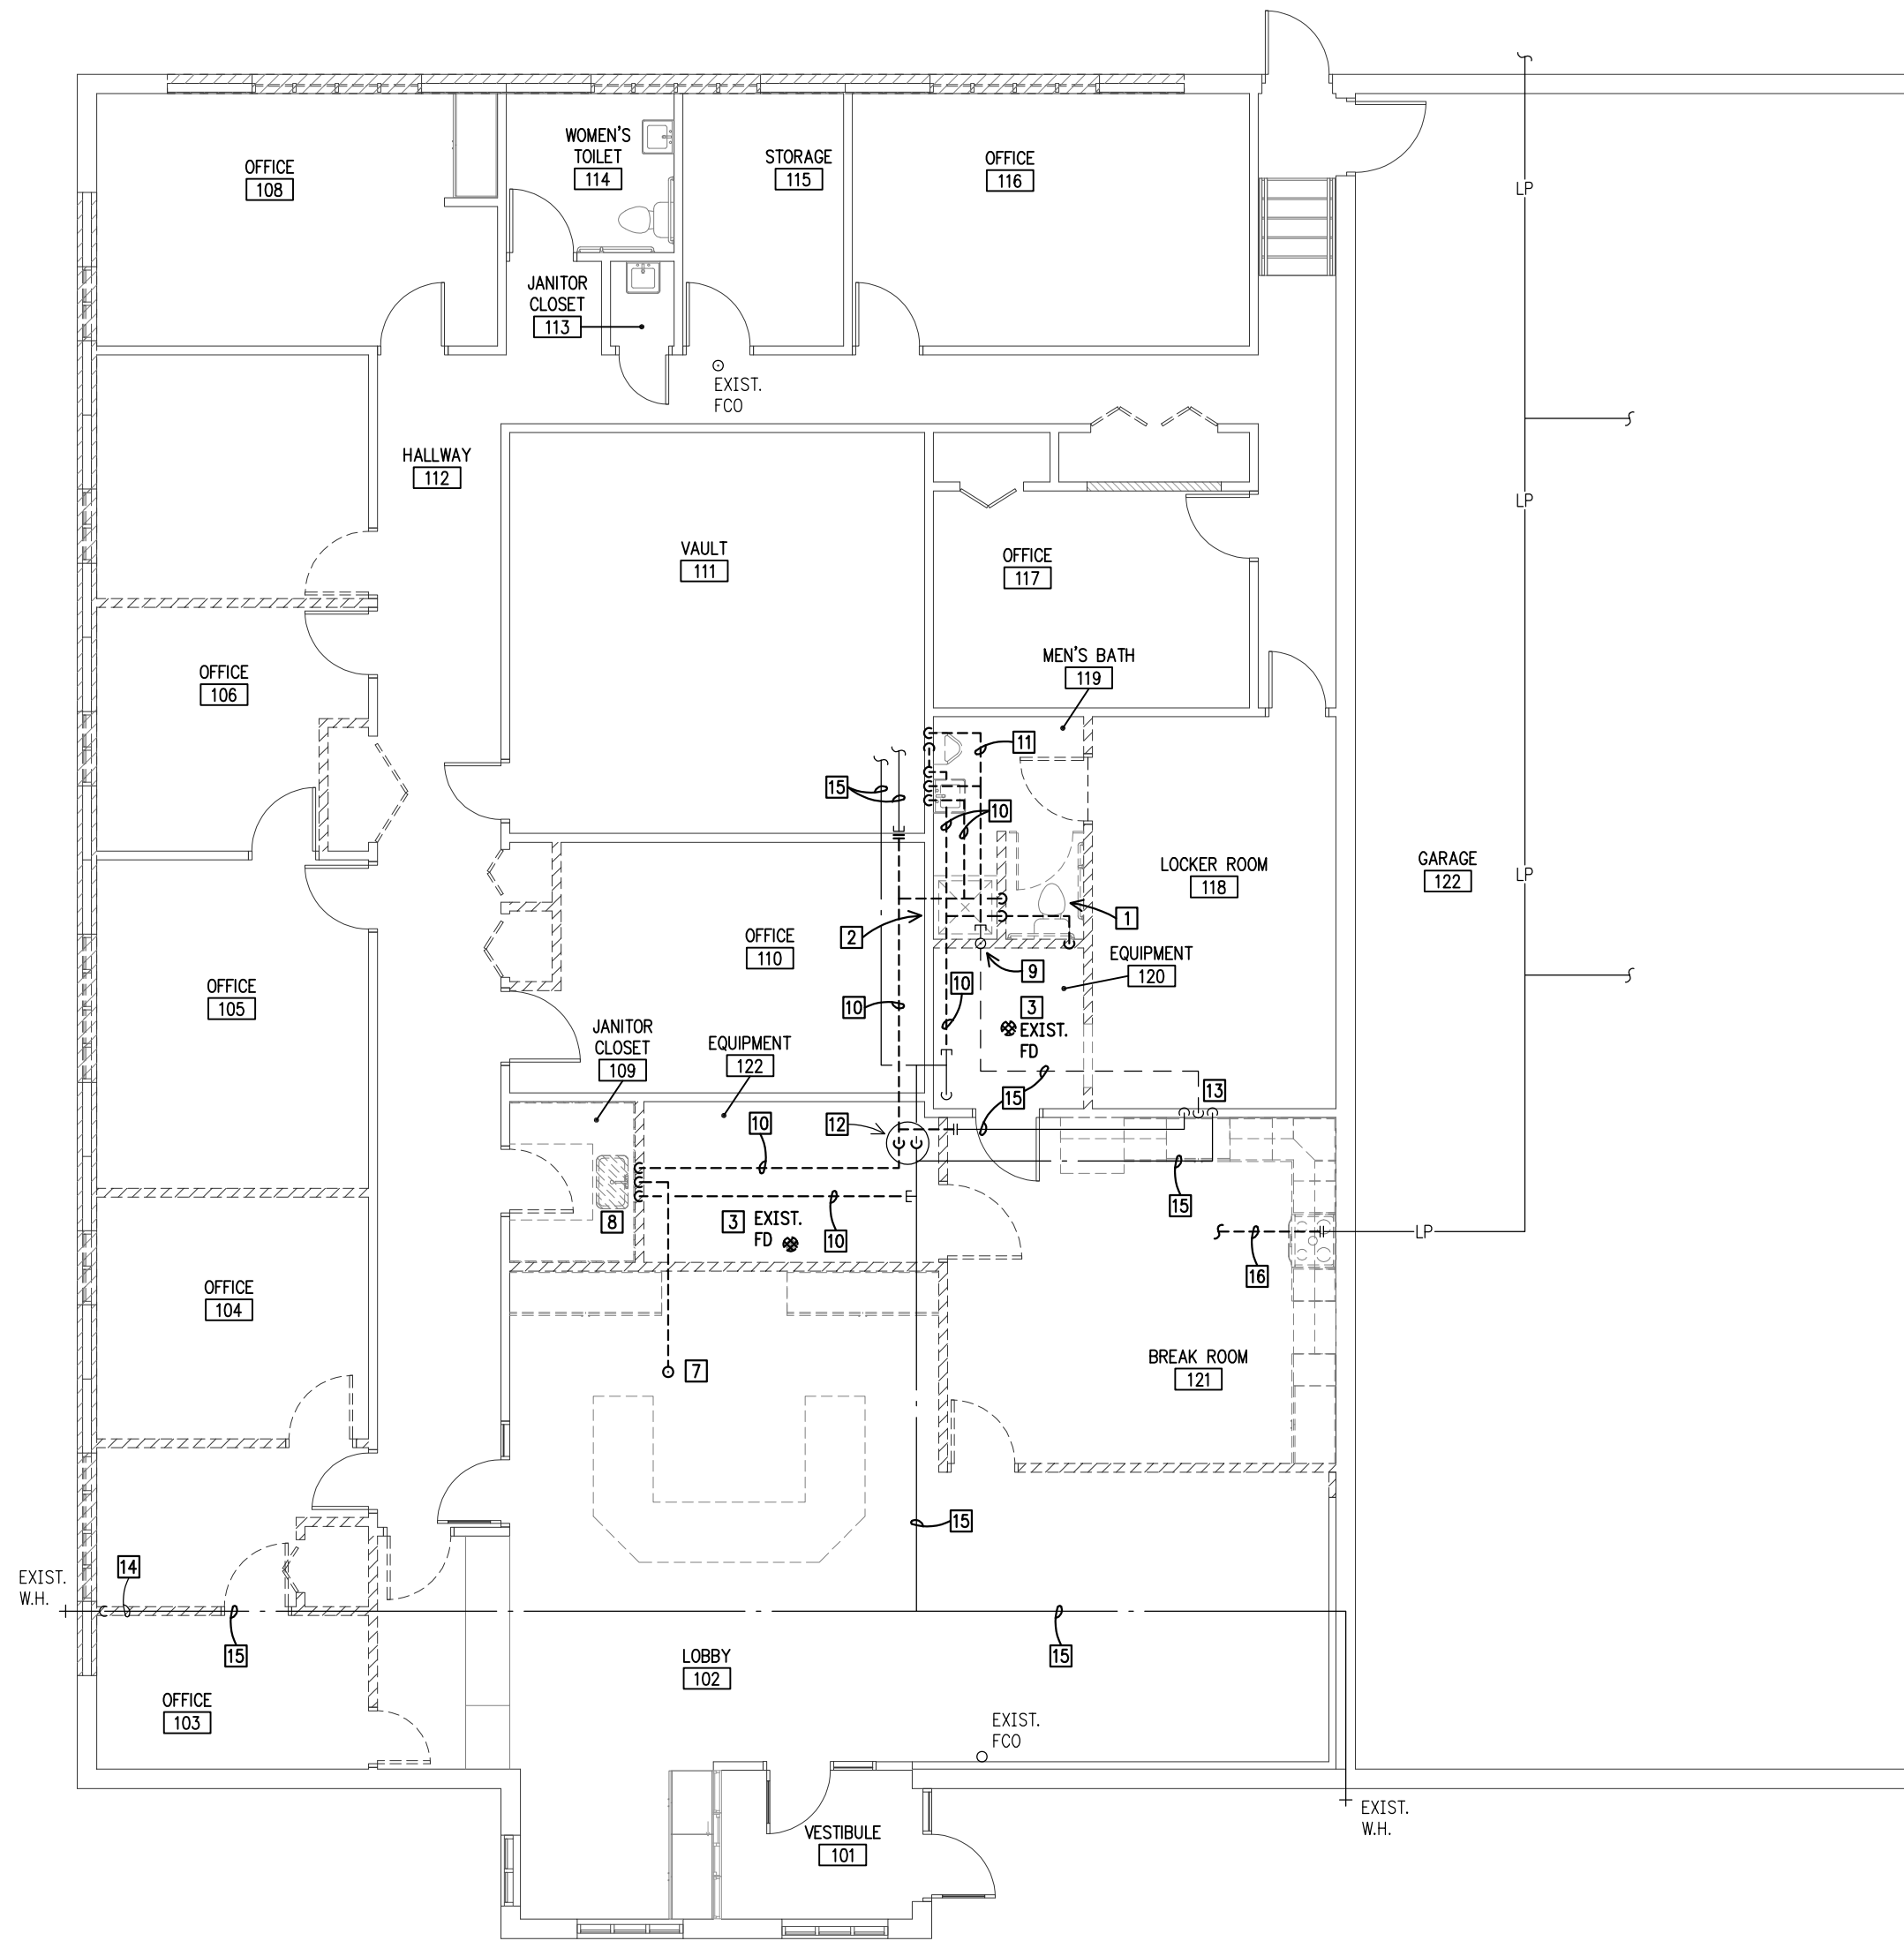 WOMEN'S
TOILET
114
STORAGE
115
OFFICE
116
OFFICE
108
LP
JANITOR
CLOSET
113
EXIST.
FCO
HALLWAY
112
LP
VAULT
111
OFFICE
117
MEN'S BATH
119
OFFICE
106
11
15
10
LOCKER ROOM
118
GARAGE
122
LP
1
2
OFFICE
110
EQUIPMENT
120
9
10
3
10
EXIST.
FD
OFFICE
105
JANITOR
CLOSET
109
EQUIPMENT
122
13
15
10
12
15
8
3
EXIST.
FD
10
LP
16
OFFICE
104
7
BREAK ROOM
121
15
14
EXIST.
W.H.
15
15
LOBBY
102
OFFICE
103
EXIST.
FCO
EXIST.
W.H.
VESTIBULE
101